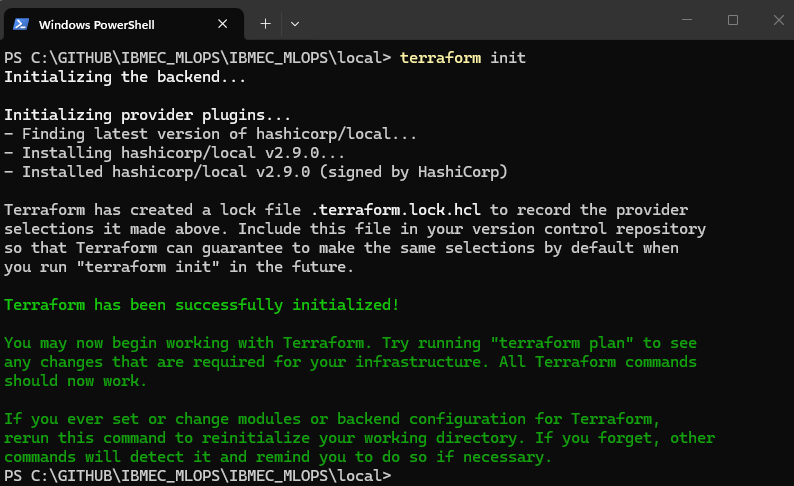 Windows PowerShell
PS C:\GITHUB\IBMEC_MLOPS\IBMEC_MLOPS\local> terraform init
Initializing the backend...
Initializing provider plugins...
- Finding latest version of hashicorp/local...
- Installing hashicorp/local v2.9.0...
- Installed hashicorp/local v2.9.0 (signed by HashiCorp)
Terraform has created a lock file .terraform.lock.hcl to record the provider
selections it made above. Include this file in your version control repository
so that Terraform can guarantee to make the same selections by default when
you run "terraform init" in the future.
Terraform has been successfully initialized!
You may now begin working with Terraform. Try running "terraform plan" to see
any changes that are required for your infrastructure. All Terraform commands
should now work.
If you ever set or change modules or backend configuration for Terraform,
rerun this command to reinitialize your working directory. If you forget, other
commands will detect it and remind you to do so if necessary.
PS C:\GITHUB\IBMEC_MLOPS\IBMEC_MLOPS\local>